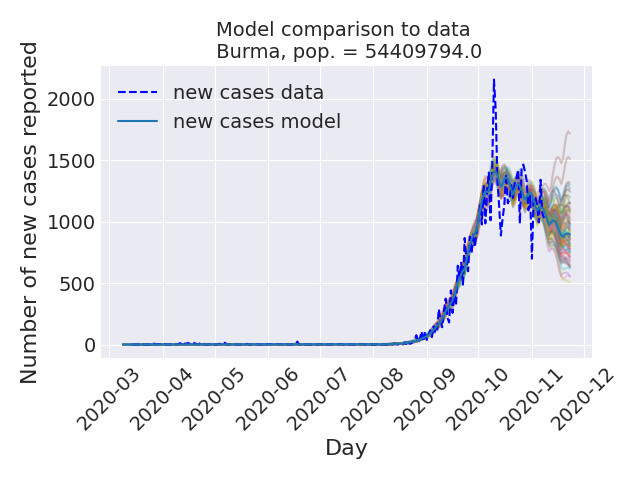 Model comparison to data
Burma, pop. = 54409794.0
new cases data
new cases model
Number of new cases reported
2000
1500
1000
500
0
2020-03
2020-04
2020-05
2020-06
2020-07
2020-08
2020-09
2020-10
2020-11
2020-12
Day